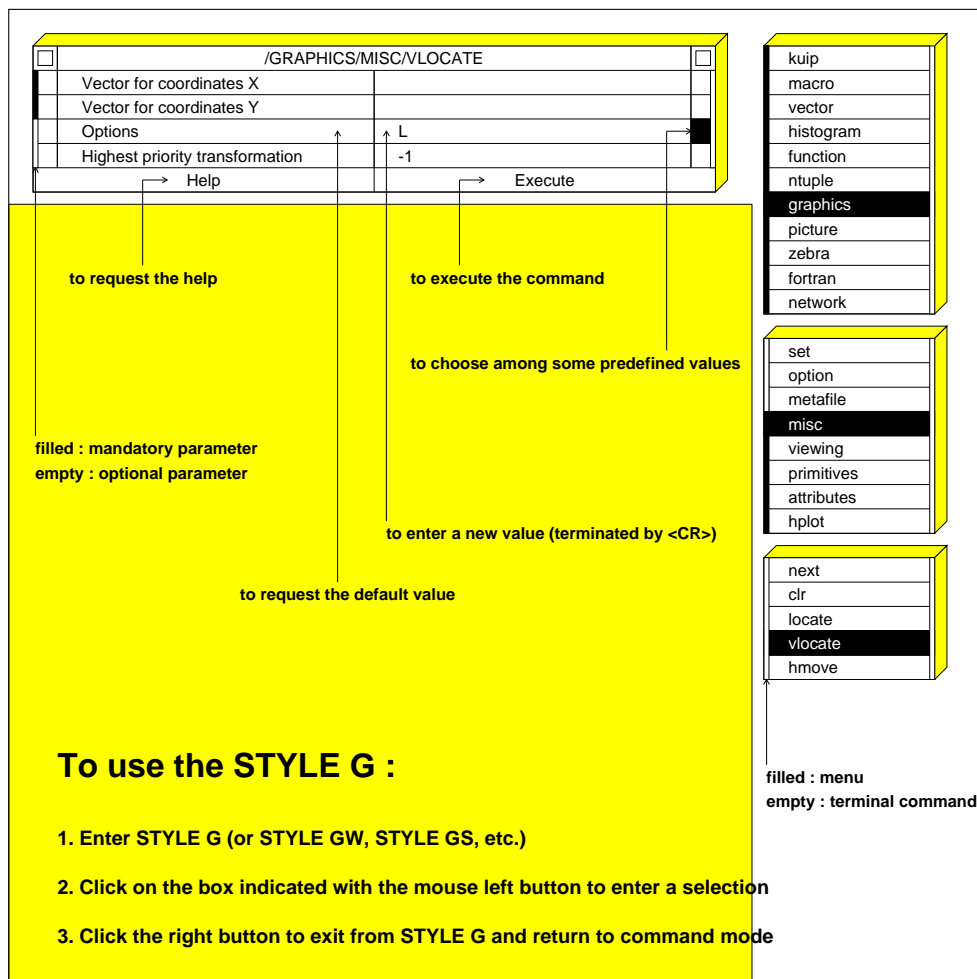 /GRAPHICS/MISC/VLOCATE
Vector for coordinates X
Vector for coordinates Y
Options L
Highest priority transformation -1
Help Execute
to request the help
to execute the command
to choose among some predefined values
filled : mandatory parameter
empty : optional parameter
to enter a new value (terminated by <CR>)
to request the default value
kuip
macro
vector
histogram
function
ntuple
graphics
picture
zebra
fortran
network
set
option
metafile
misc
viewing
primitives
attributes
hplot
next
clr
locate
vlocate
hmove
filled : menu
empty : terminal command
To use the STYLE G :
1. Enter STYLE G (or STYLE GW, STYLE GS, etc.)
2. Click on the box indicated with the mouse left button to enter a selection
3. Click the right button to exit from STYLE G and return to command mode